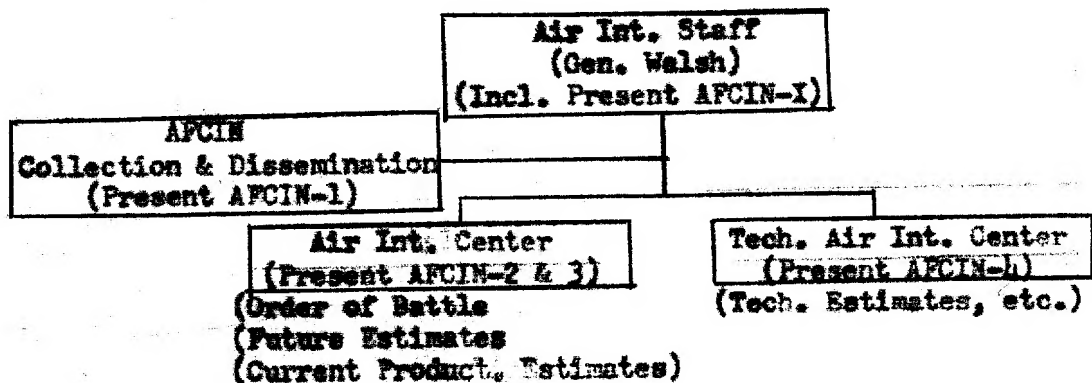 Air Int. Staff
(Gen. Walsh)
(Incl. Present AFCIN-X)
AFCIN
Collection & Dissemination
(Present AFCIN-1)
Air Int. Center
(Present AFCIN-2 & 3)
(Order of Battle
(Future Estimates
(Current Product. Estimates)
Tech. Air Int. Center
(Present AFCIN-4)
(Tech. Estimates, etc.)